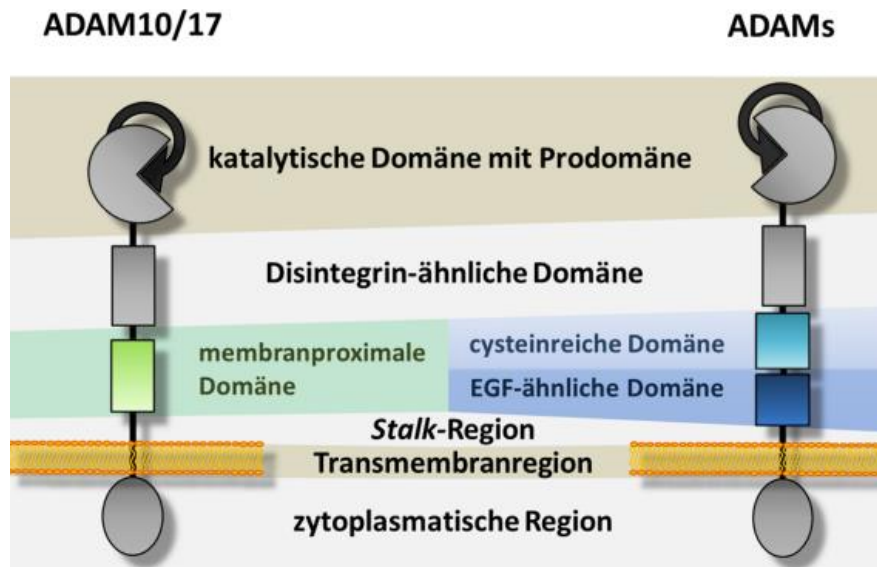 ADAM10/17
ADAMs
katalytische Domäne mit Prodomäne
Disintegrin-ähnliche Domäne
membranproximale
Domäne
cysteinreiche Domäne
EGF-ähnliche Domäne
Stalk-Region
Transmembranregion
zytoplasmatische Region